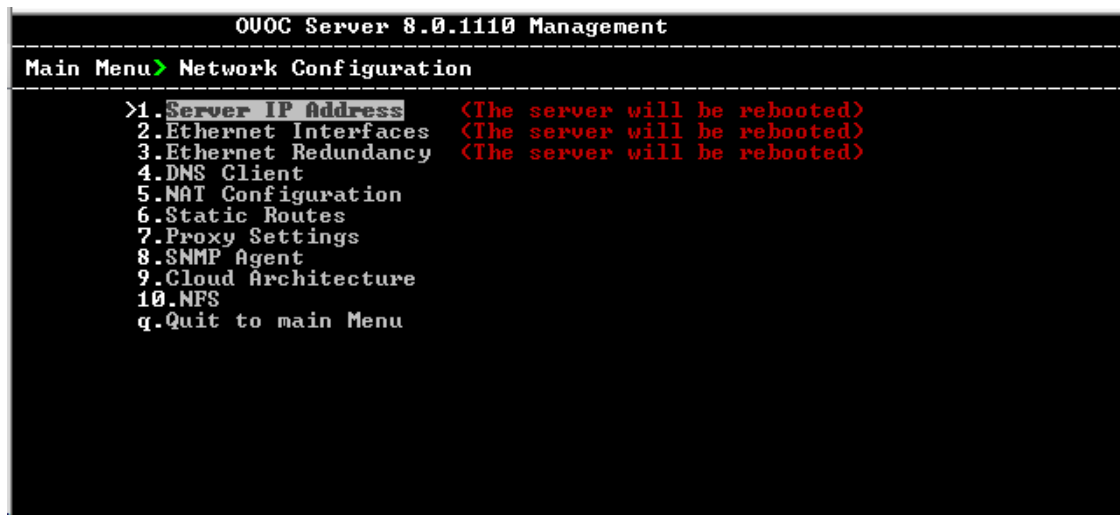 OVOC Server 8.0.1110 Management
Main Menu> Network Configuration
>1.Server IP Address (The server will be rebooted)
2.Ethernet Interfaces (The server will be rebooted)
3.Ethernet Redundancy (The server will be rebooted)
4.DNS Client
5.NAT Configuration
6.Static Routes
7.Proxy Settings
8.SNMP Agent
9.Cloud Architecture
10.NFS
q.Quit to main Menu